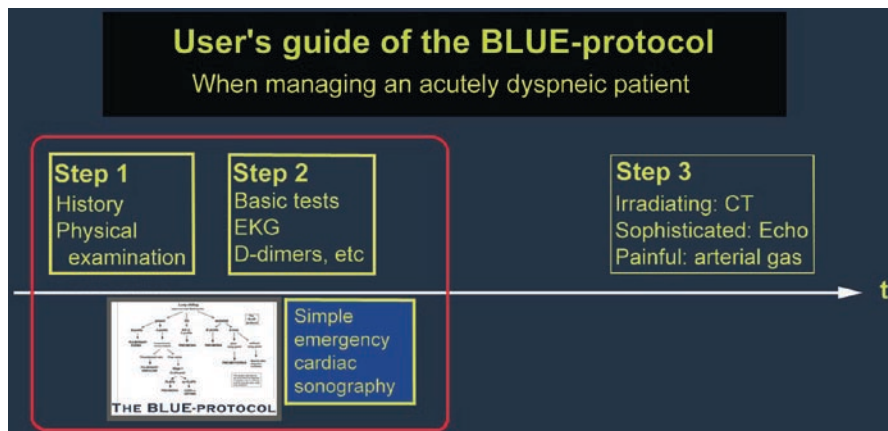 User's guide of the BLUE-protocol
When managing an acutely dyspneic patient
Step 1
History
Physical
examination
Step 2
Basic tests
EKG
D-dimers, etc
Step 3
Irradiating: CT
Sophisticated: Echo
Painful: arterial gas
t
THE BLUE-PROTOCOL
Simple
emergency
cardiac
sonography